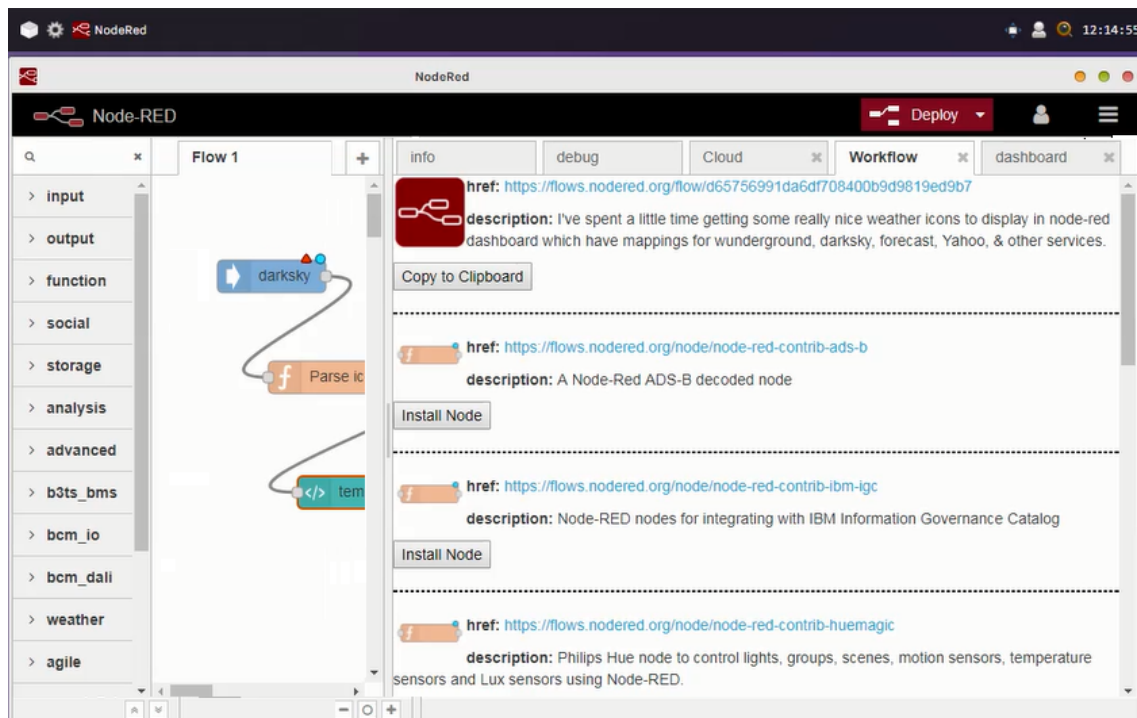 NodeRed
12:14:55
NodeRed
Node-RED
Deploy
Flow 1
info
debug
Cloud
Workflow
dashboard
input
output
function
social
storage
analysis
advanced
b3ts_bms
bcm_io
bcm_dali
weather
agile
darksky
Parse ic
tem
href: https://flows.nodered.org/flow/d65756991da6df708400b9d9819ed9b7
description: I've spent a little time getting some really nice weather icons to display in node-red
dashboard which have mappings for wunderground, darksky, forecast, Yahoo, & other services.
Copy to Clipboard
href: https://flows.nodered.org/node/node-red-contrib-ads-b
description: A Node-Red ADS-B decoded node
Install Node
href: https://flows.nodered.org/node/node-red-contrib-ibm-igc
description: Node-RED nodes for integrating with IBM Information Governance Catalog
Install Node
href: https://flows.nodered.org/node/node-red-contrib-huemagic
description: Philips Hue node to control lights, groups, scenes, motion sensors, temperature
sensors and Lux sensors using Node-RED.